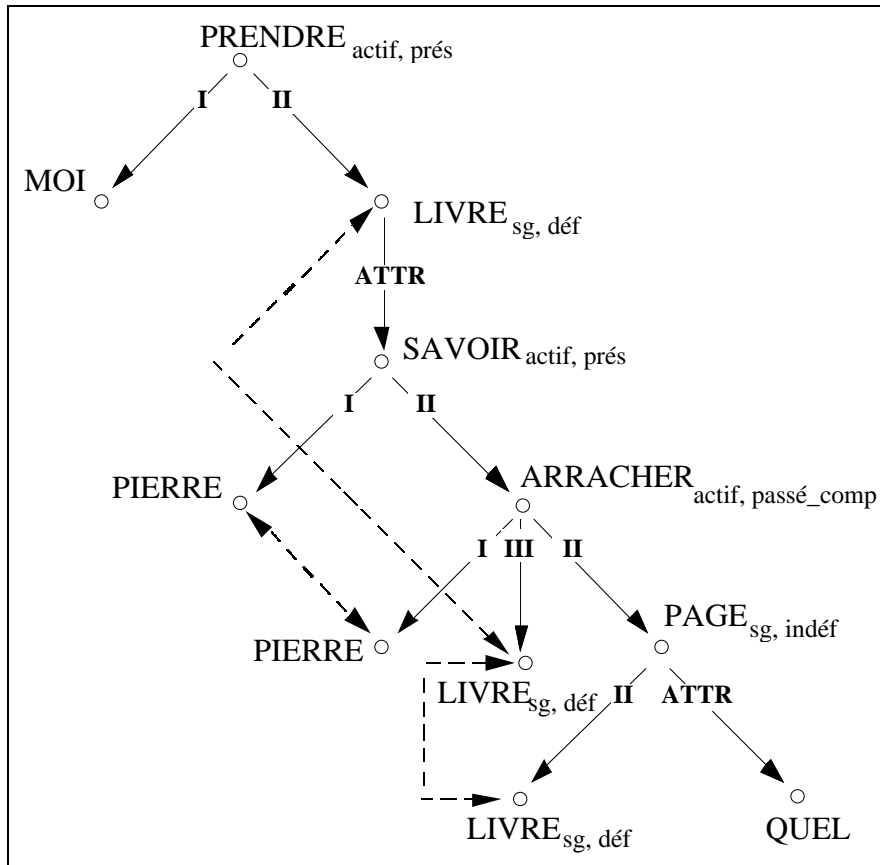 PRENDRE actif, prés
I II
MOI
LIVRE sg, déf
ATTR
SAVOIR actif, prés
I II
PIERRE
ARRACHER actif, passé_comp
I III II
PIERRE
PAGE sg, indéf
LIVRE sg, déf
II ATTR
LIVRE sg, déf
QUEL